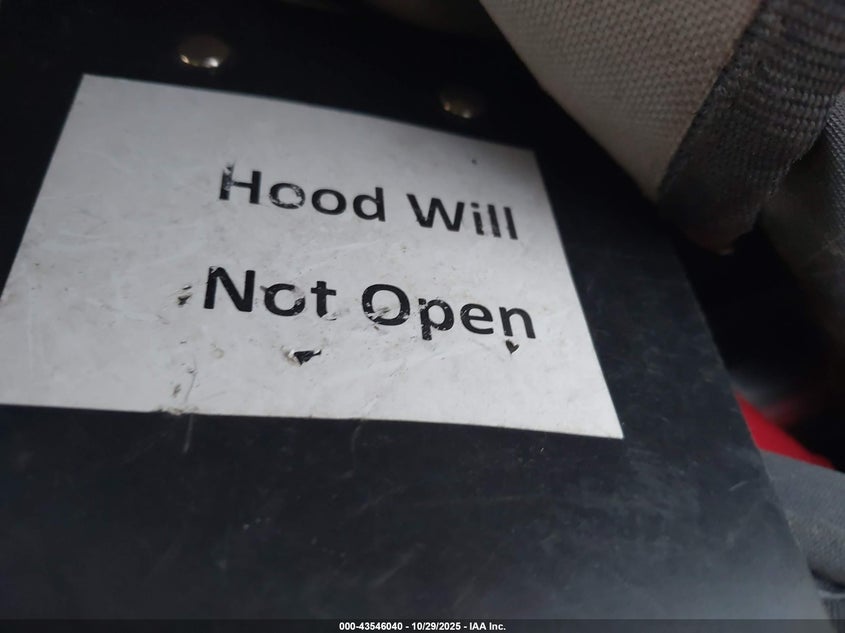 Hood Will
Not Open
000-43546040 - 10/29/2025 - IAA Inc.